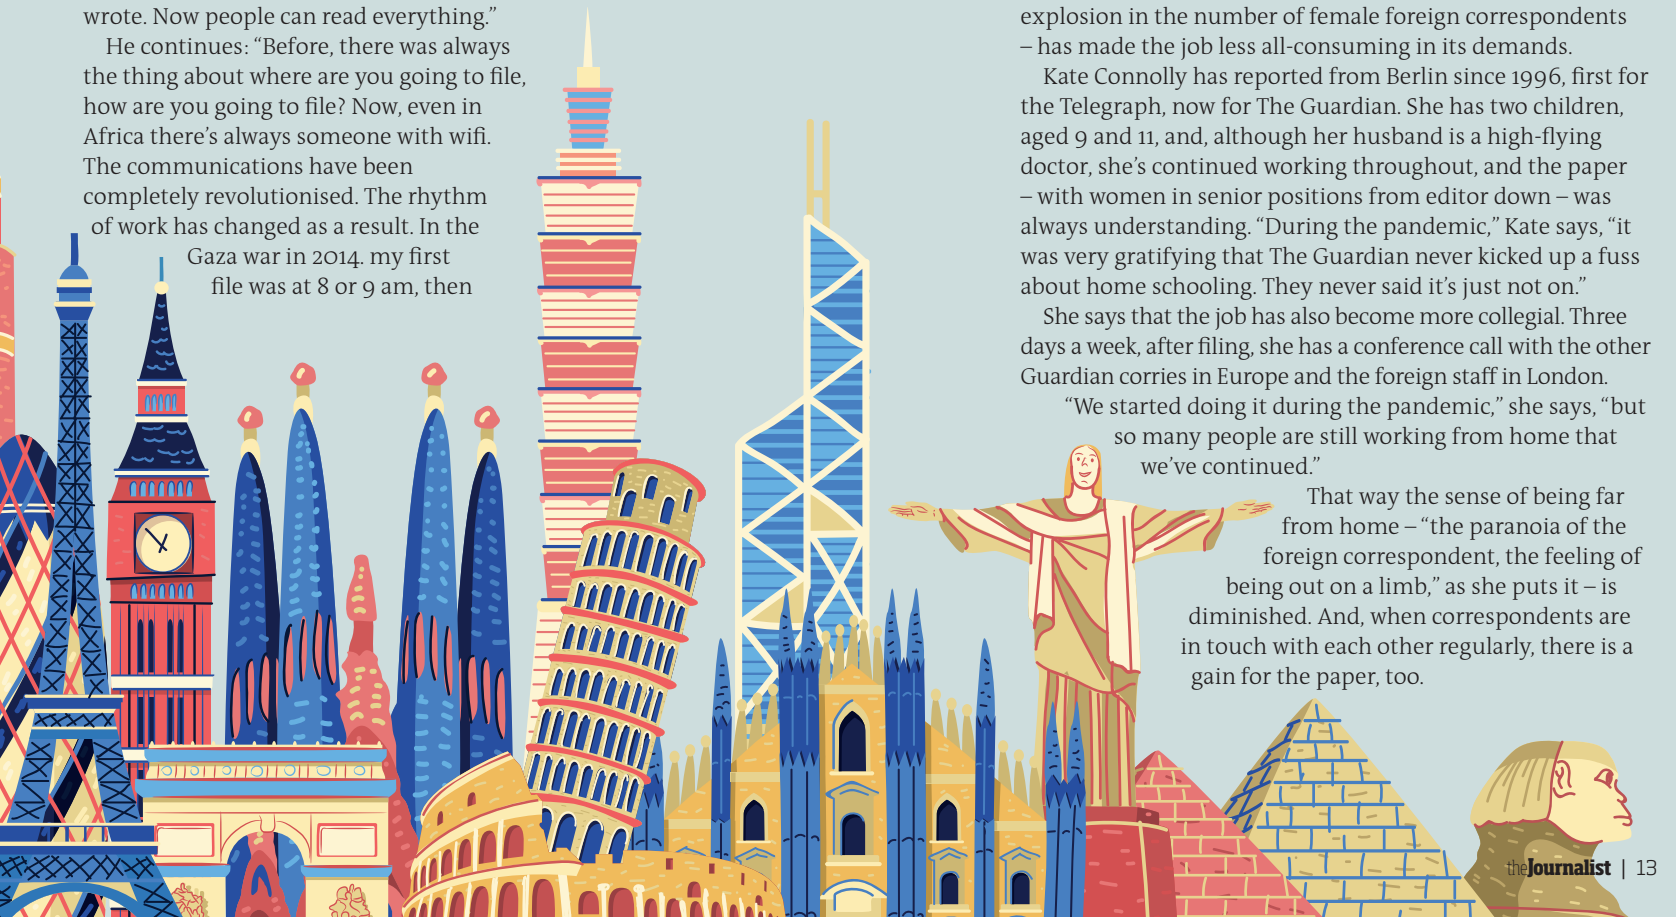 wrote. Now people can read everything.”
He continues: “Before, there was always
the thing about where are you going to file,
how are you going to file? Now, even in
Africa there’s always someone with wifi.
The communications have been
completely revolutionised. The rhythm
of work has changed as a result. In the
Gaza war in 2014. my first
file was at 8 or 9 am, then
explosion in the number of female foreign correspondents
– has made the job less all-consuming in its demands.
Kate Connolly has reported from Berlin since 1996, first for
the Telegraph, now for The Guardian. She has two children,
aged 9 and 11, and, although her husband is a high-flying
doctor, she’s continued working throughout, and the paper
– with women in senior positions from editor down – was
always understanding. “During the pandemic,” Kate says, “it
was very gratifying that The Guardian never kicked up a fuss
about home schooling. They never said it’s just not on.”
She says that the job has also become more collegial. Three
days a week, after filing, she has a conference call with the other
Guardian corries in Europe and the foreign staff in London.
“We started doing it during the pandemic,” she says, “but
so many people are still working from home that
we’ve continued.”
That way the sense of being far
from home – “the paranoia of the
foreign correspondent, the feeling of
being out on a limb,” as she puts it – is
diminished. And, when correspondents are
in touch with each other regularly, there is a
gain for the paper, too.
theJournalist | 13